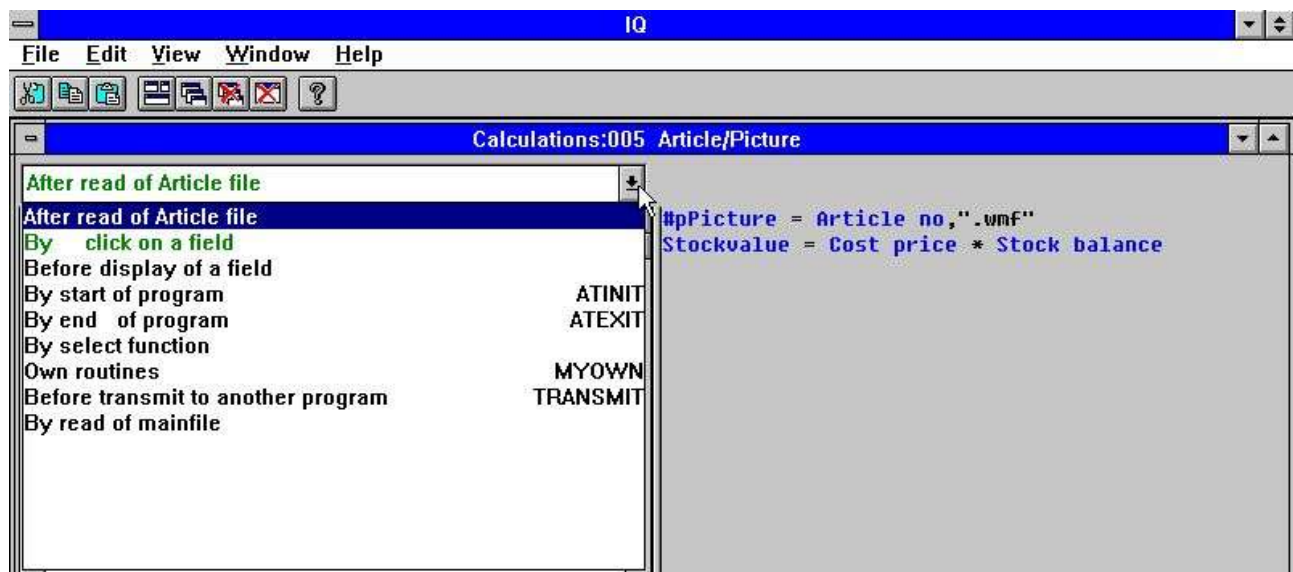 IQ
File Edit View Window Help
Calculations:005 Article/Picture
After read of Article file
After read of Article file
By click on a field
Before display of a field
By start of program ATINIT
By end of program ATEXIT
By select function
Own routines MYOWN
Before transmit to another program TRANSMIT
By read of mainfile
#pPicture = Article no,".wmf"
Stockvalue = Cost price * Stock balance